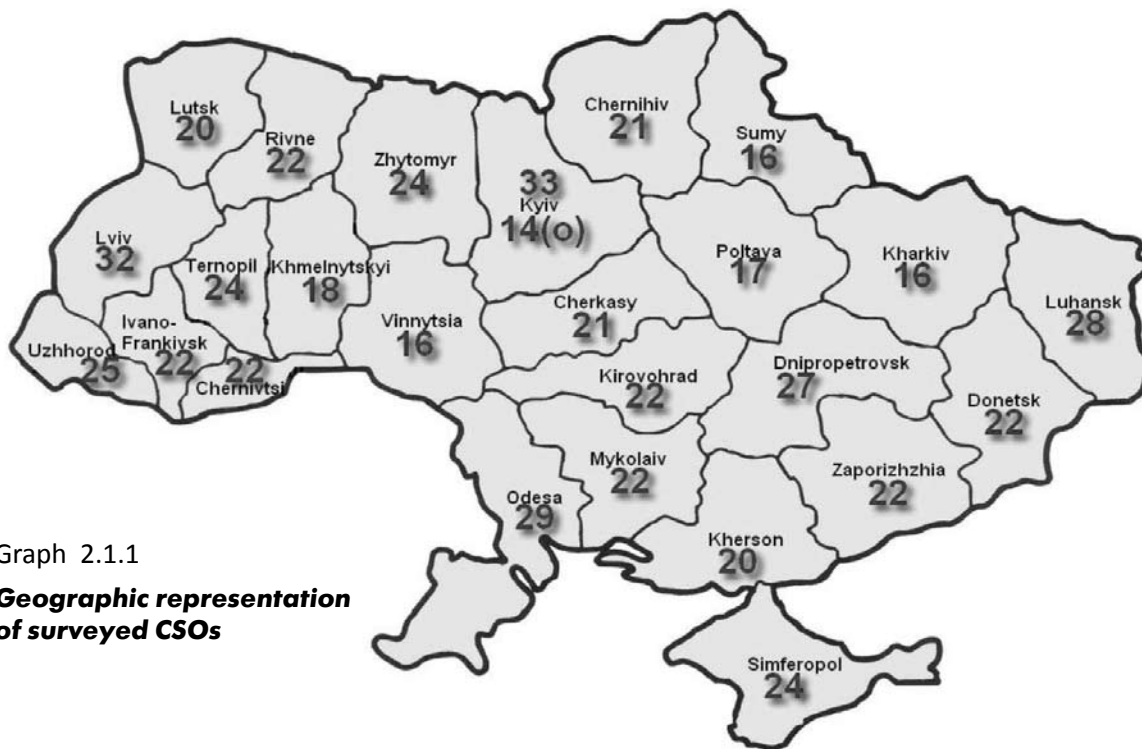 Lutsk
20
Rivne
22
Zhytomyr
24
Chernihiv
21
Sumy
16
33
Kyiv
14(o)
Lviv
32
Ternopil
24
Khmelnytskyi
18
Vinnytsia
16
Cherkasy
21
Poltava
17
Kharkiv
16
Luhansk
28
Uzhhorod
25
Ivano-
Frankivsk
22
22
Chernivtsi
Kirovohrad
22
Dnipropetrovsk
27
Donetsk
22
Odesa
29
Mykolaiv
22
Zaporizhzhia
22
Kherson
20
Simferopol
24
Graph 2.1.1
Geographic representation
of surveyed CSOs